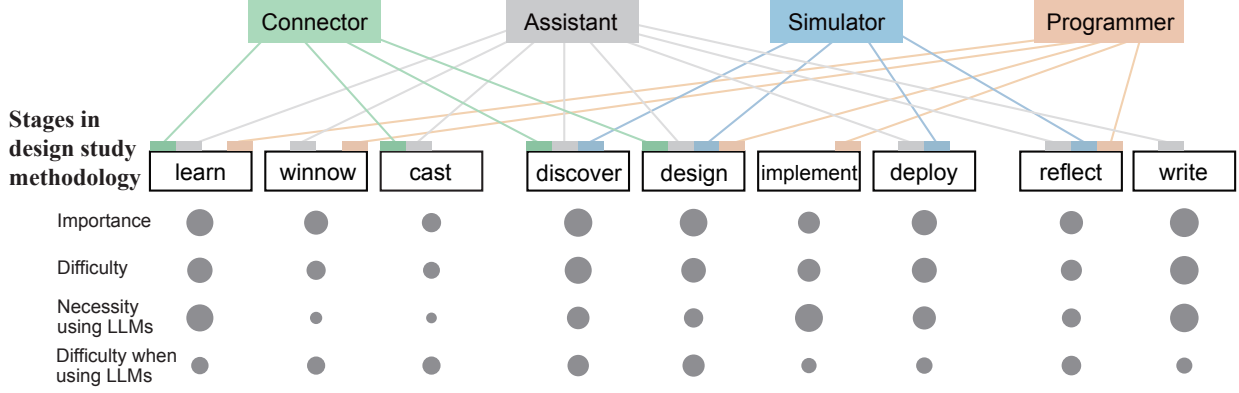 Connector Assistant Simulator Programmer
Stages in
design study
methodology
learn winnow cast discover design implement deploy reflect write
Importance
Difficulty
Necessity
using LLMs
Difficulty when
using LLMs